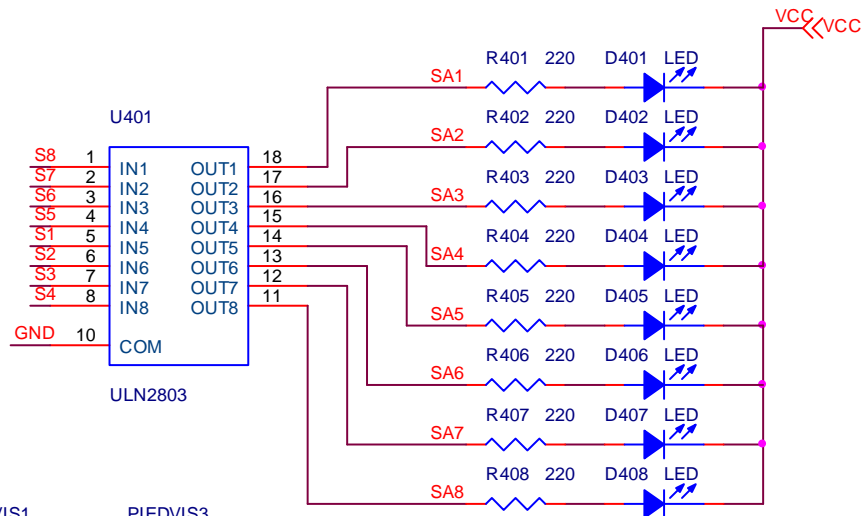 VCC
VCC
R401 220 D401 LED
SA1
U401
R402 220 D402 LED
SA2
S8 1 IN1 OUT1 18
S7 2 IN2 OUT2 17
S6 3 IN3 OUT3 16
S5 4 IN4 OUT4 15
S1 5 IN5 OUT5 14
S2 6 IN6 OUT6 13
S3 7 IN7 OUT7 12
S4 8 IN8 OUT8 11
GND 10 COM
ULN2803
R403 220 D403 LED
SA3
R404 220 D404 LED
SA4
R405 220 D405 LED
SA5
R406 220 D406 LED
SA6
R407 220 D407 LED
SA7
R408 220 D408 LED
SA8